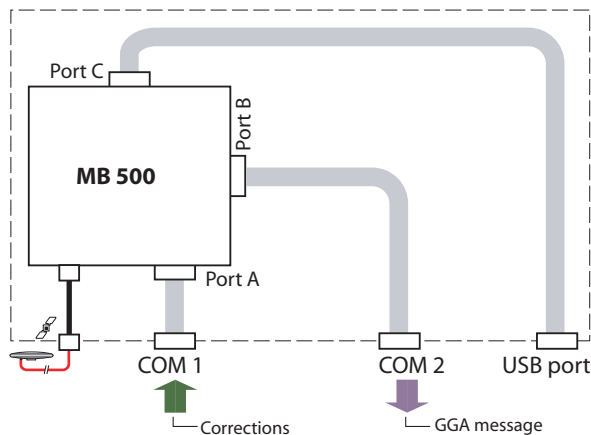 Port C
Port B
MB 500
Port A
COM 1
COM 2
USB port
Corrections
GGA message